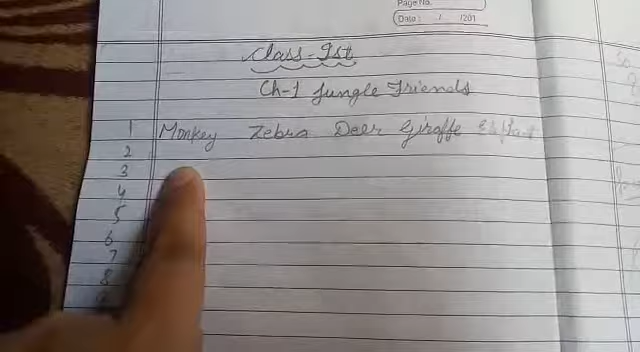 Page No.
Date: / /201
Class-Ist
Ch-1 Jungle Friends
1 Monkey Zebra Deer Giraffe
2
3
4
5
6
7
8